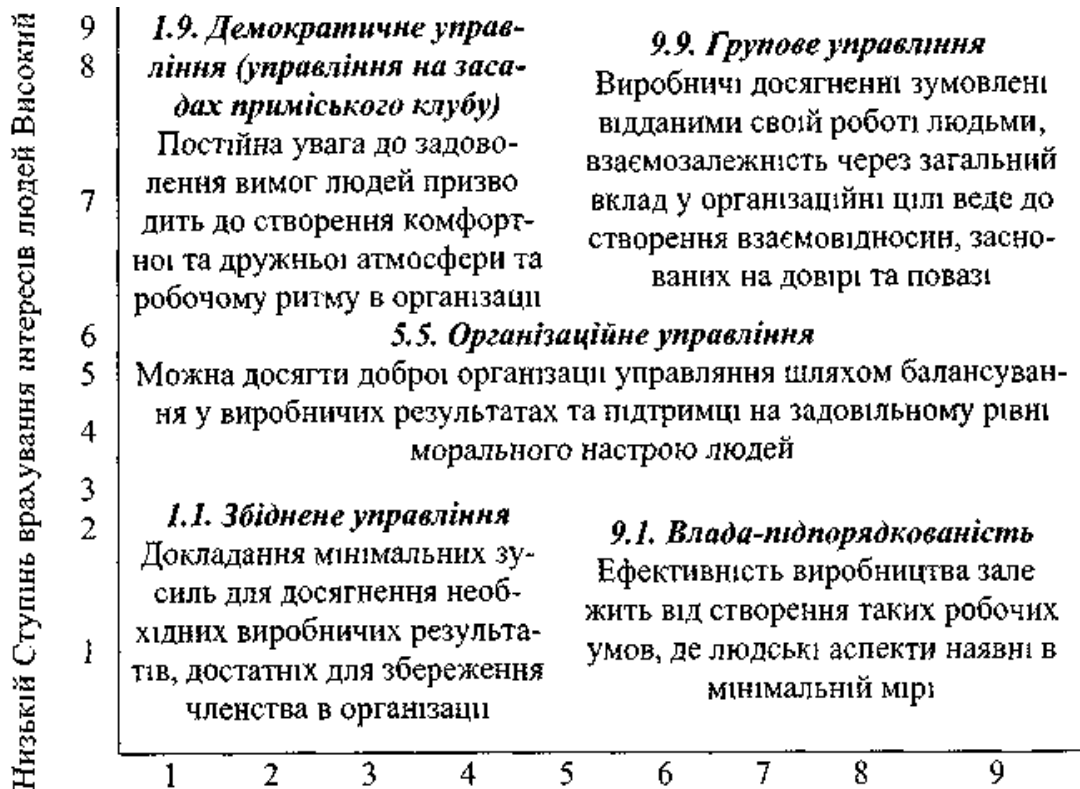 Низькій Ступінь врахування інтересів людей Високий
9
8
7
6
5
4
3
2
1
1.9. Демократичне управ-
ління (управління на заса-
дах приміського клубу)
Постійна увага до задово-
лення вимог людей призво
дить до створення комфорт-
ної та дружньої атмосфери та
робочому ритму в організації
9.9. Групове управління
Виробничі досягненні зумовлені
відданими своїй роботі людьми,
взаємозалежність через загальний
вклад у організаційні цілі веде до
створення взаємовідносин, засно-
ваних на довірі та повазі
5.5. Організаційне управління
Можна досягти доброї організації управляння шляхом балансуван-
ня у виробничих результатах та підтримці на задовільному рівні
морального настрою людей
1.1. Збіднене управління
Докладання мінімальних зу-
силь для досягнення необ-
хідних виробничих результа-
тів, достатніх для збереження
членства в організації
9.1. Влада-підпорядкованість
Ефективність виробництва зале
жить від створення таких робочих
умов, де людські аспекти наявні в
мінімальній мірі
1 2 3 4 5 6 7 8 9